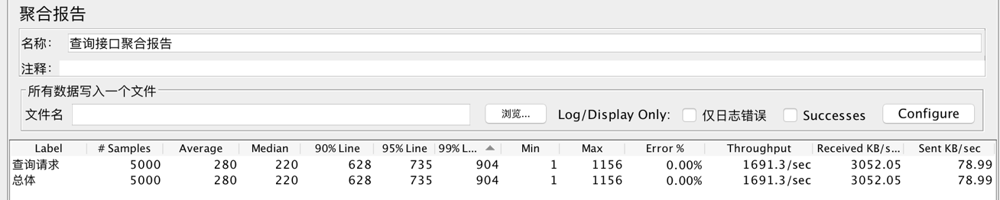 聚合报告
名称： 查询接口聚合报告
注释：
所有数据写入一个文件
文件名 浏览... Log/Display Only: 仅日志错误 Successes Configure
Label # Samples Average Median 90% Line 95% Line 99% L... Min Max Error % Throughput Received KB/s... Sent KB/sec
查询请求 5000 280 220 628 735 904 1 1156 0.00% 1691.3/sec 3052.05 78.99
总体 5000 280 220 628 735 904 1 1156 0.00% 1691.3/sec 3052.05 78.99